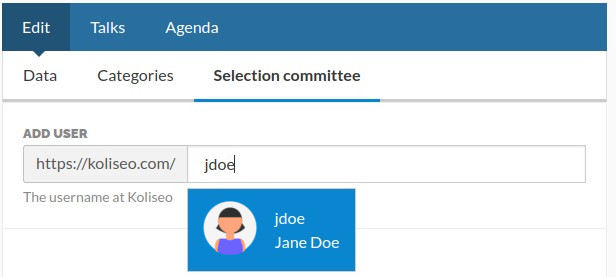 Edit Talks Agenda
Data Categories Selection committee
ADD USER
https://koliseo.com/ jdoe
The username at Koliseo
jdoe
Jane Doe